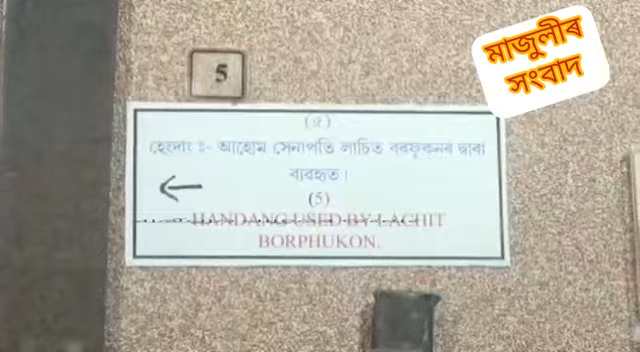 মাজুলীৰ
সংবাদ
5
(৫)
হেংদাং ঃ- আহোম সেনাপতি লাচিত বৰফুকনৰ দ্বাৰা
ব্যৱহৃত।
(5)
HANDANG USED BY LACHIT
BORPHUKON.